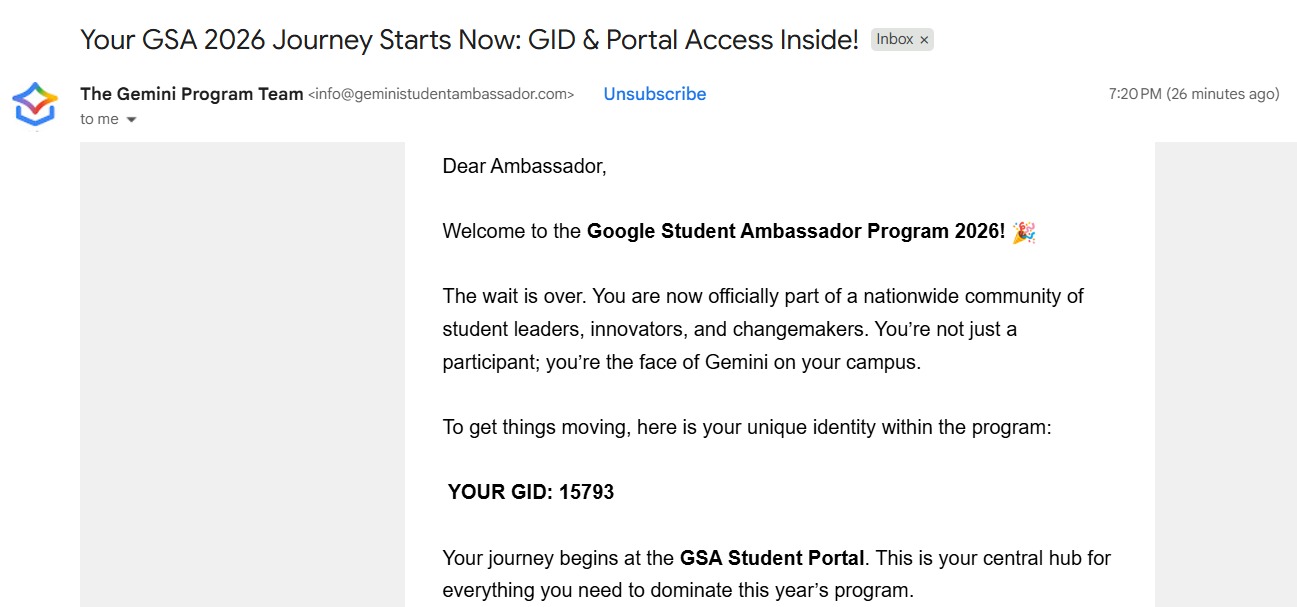 Your GSA 2026 Journey Starts Now: GID & Portal Access Inside! Inbox ×
The Gemini Program Team <info@geministudentambassador.com> Unsubscribe 7:20 PM (26 minutes ago)
to me
Dear Ambassador,
Welcome to the Google Student Ambassador Program 2026! 🎉
The wait is over. You are now officially part of a nationwide community of
student leaders, innovators, and changemakers. You’re not just a
participant; you’re the face of Gemini on your campus.
To get things moving, here is your unique identity within the program:
YOUR GID: 15793
Your journey begins at the GSA Student Portal. This is your central hub for
everything you need to dominate this year’s program.